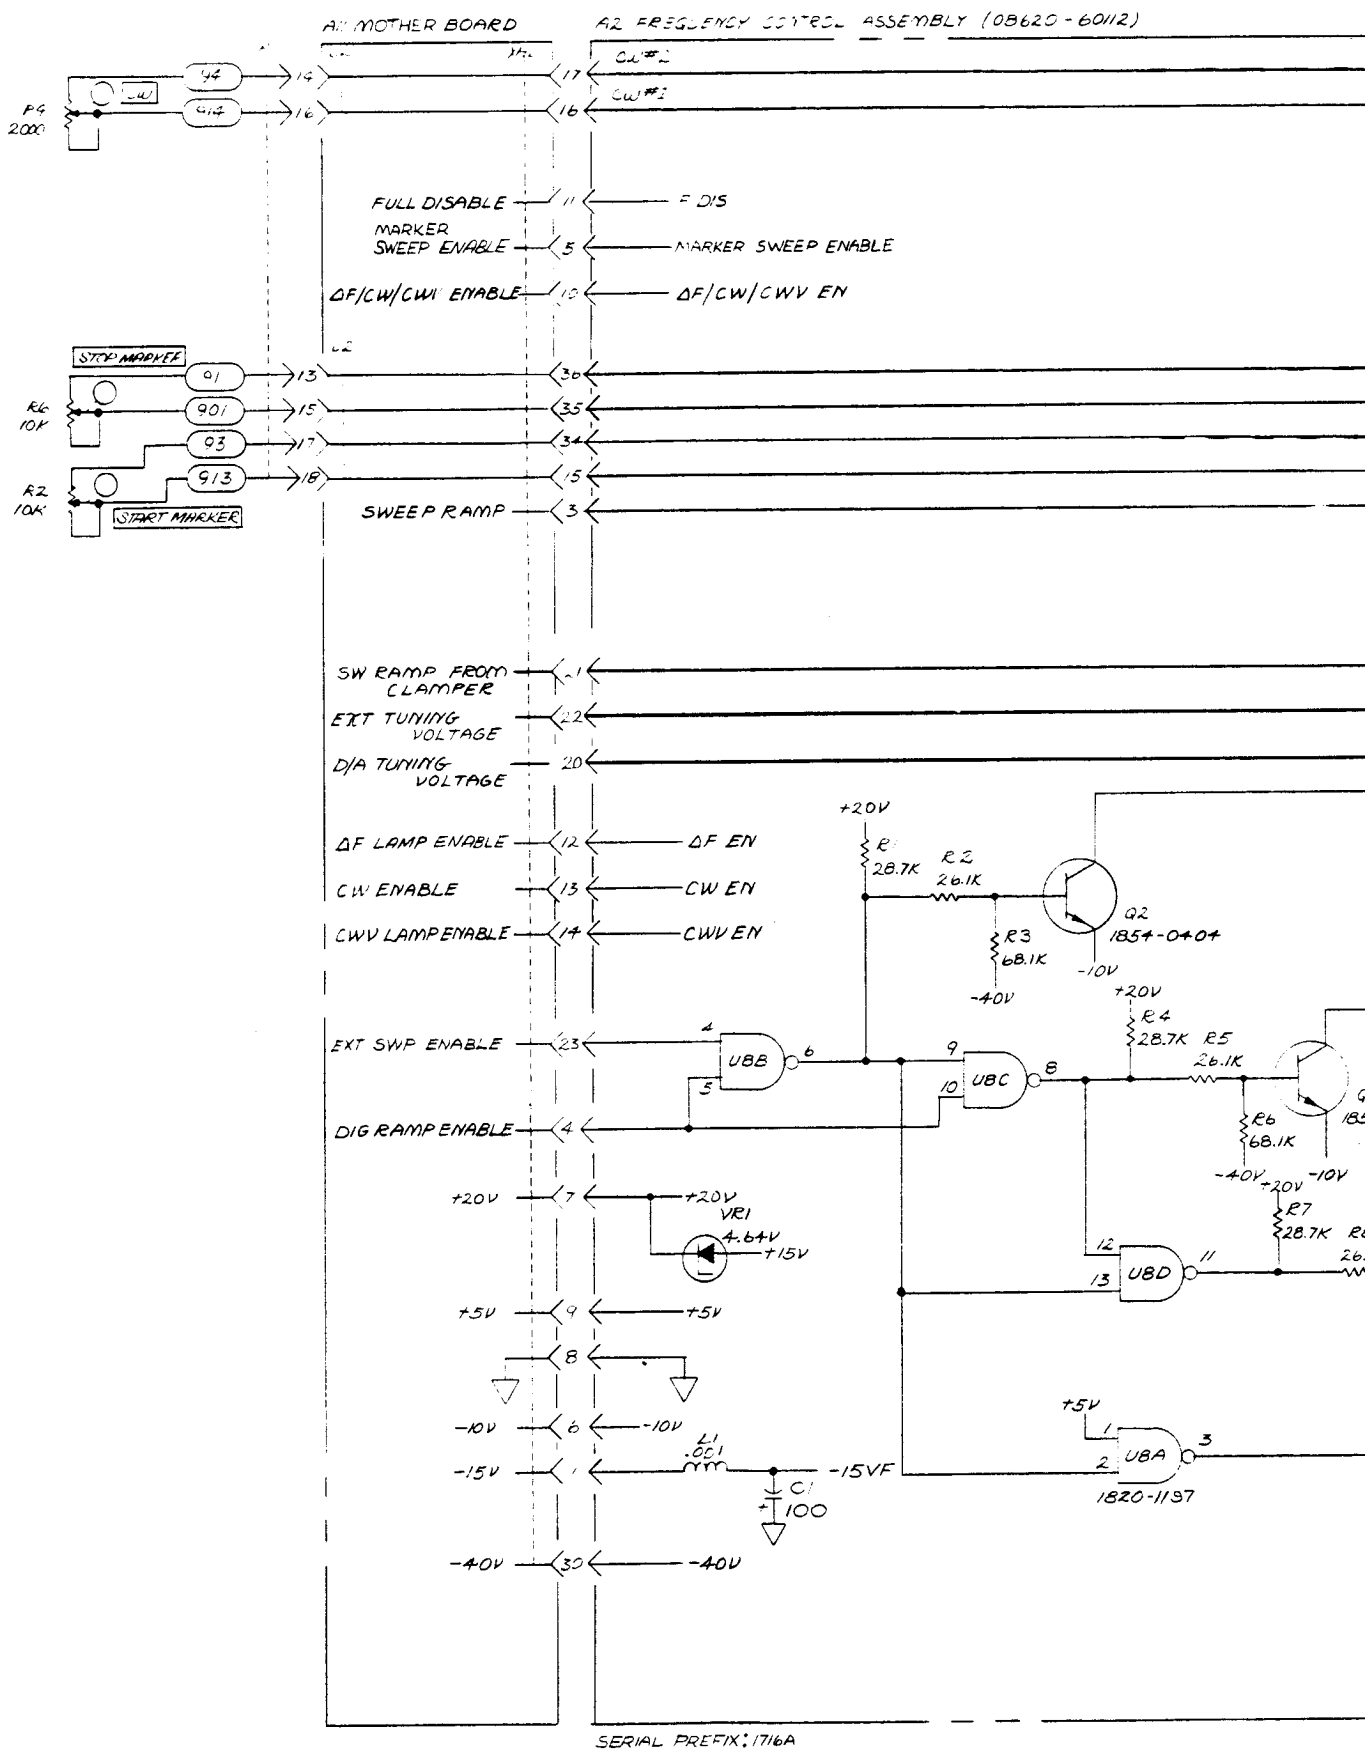 MOTHER BOARD
A2 FREQUENCY CONTROL ASSEMBLY (08620-60112)
94
14
17
CW
914
16
16
2000
FULL DISABLE
11
MARKER
SWEEP ENABLE
5
MARKER SWEEP ENABLE
ΔF/CW/CWV ENABLE
10
ΔF/CW/CWV EN
STOP MARKER
91
13
36
R6
10K
901
15
35
93
17
34
R2
10K
913
18
15
START MARKER
SWEEP RAMP
3
SW RAMP FROM
CLAMPER
EXT TUNING
VOLTAGE
22
D/A TUNING
VOLTAGE
20
+20V
R1
28.7K
R2
26.1K
ΔF LAMP ENABLE
12
ΔF EN
CW ENABLE
13
CW EN
Q2
1854-0404
CWV LAMP ENABLE
14
CWV EN
R3
68.1K
-40V
-10V
+20V
R4
28.7K
R5
26.1K
EXT SWP ENABLE
23
4
5
U8B
6
9
10
U8C
8
DIG RAMP ENABLE
4
R6
68.1K
-40V
-10V
+20V
7
+20V
VR1
4.64V
+15V
+20V
R7
28.7K
12
13
U8D
11
+5V
9
+5V
8
-10V
6
-10V
L1
.001
-15V
-15VF
C1
+
100
+5V
1
2
U8A
3
1820-1197
-40V
30
-40V
SERIAL PREFIX: 1716A